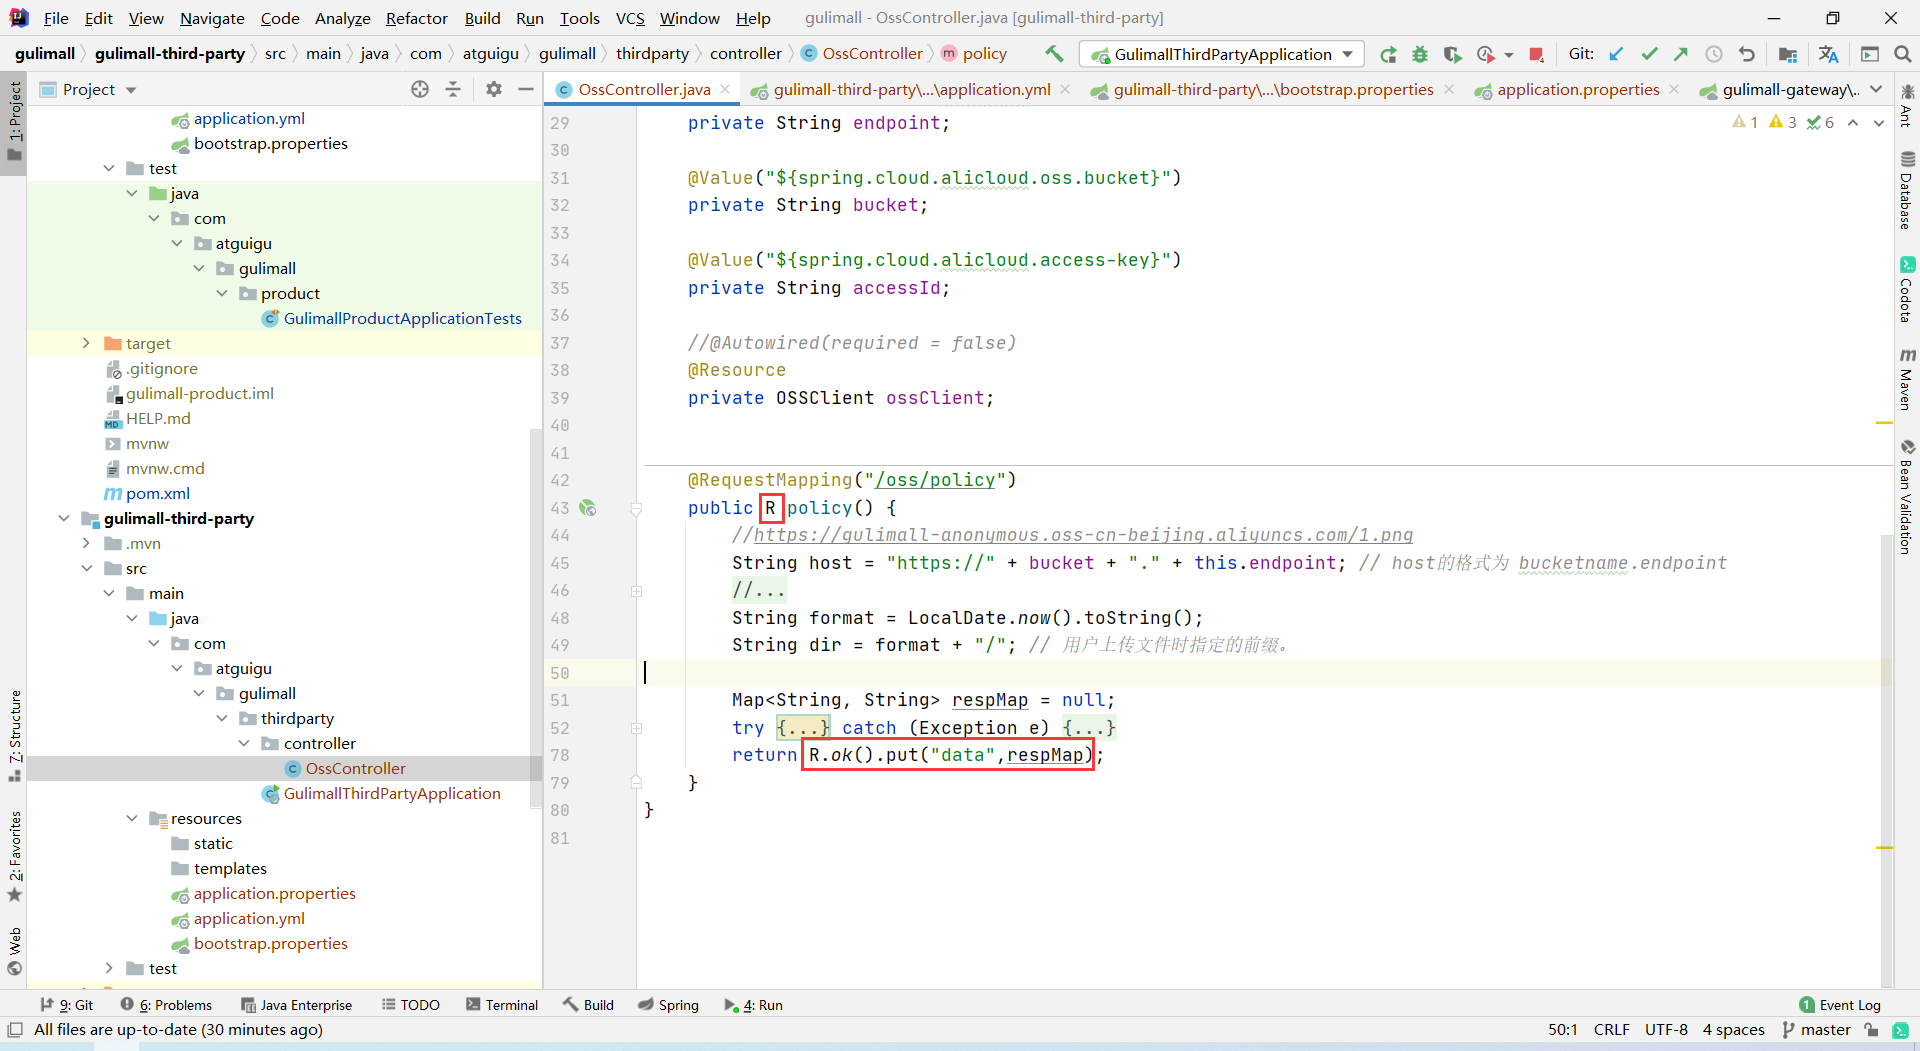 File Edit View Navigate Code Analyze Refactor Build Run Tools VCS Window Help gulimall - OssController.java [gulimall-third-party]
gulimall gulimall-third-party src main java com atguigu gulimall thirdparty controller OssController policy GulimallThirdPartyApplication Git:
Project
OssController.java gulimall-third-party\...\application.yml gulimall-third-party\...\bootstrap.properties application.properties gulimall-gateway\..
1: Project
7: Structure
2: Favorites
Web
application.yml
bootstrap.properties
test
java
com
atguigu
gulimall
product
GulimallProductApplicationTests
target
.gitignore
gulimall-product.iml
HELP.md
mvnw
mvnw.cmd
pom.xml
gulimall-third-party
.mvn
src
main
java
com
atguigu
gulimall
thirdparty
controller
OssController
GulimallThirdPartyApplication
resources
static
templates
application.properties
application.yml
bootstrap.properties
test
1 3 6
29 private String endpoint;
30
31 @Value("${spring.cloud.alicloud.oss.bucket}")
32 private String bucket;
33
34 @Value("${spring.cloud.alicloud.access-key}")
35 private String accessId;
36
37 //@Autowired(required = false)
38 @Resource
39 private OSSClient ossClient;
40
41
42 @RequestMapping("/oss/policy")
43 public R policy() {
44 //https://gulimall-anonymous.oss-cn-beijing.aliyuncs.com/1.png
45 String host = "https://" + bucket + "." + this.endpoint; // host的格式为 bucketname.endpoint
46 //...
48 String format = LocalDate.now().toString();
49 String dir = format + "/"; // 用户上传文件时指定的前缀。
50
51 Map<String, String> respMap = null;
52 try {...} catch (Exception e) {...}
78 return R.ok().put("data",respMap);
79 }
80 }
81
Ant
Database
Codota
Maven
Bean Validation
9: Git 6: Problems Java Enterprise TODO Terminal Build Spring 4: Run 1 Event Log
All files are up-to-date (30 minutes ago) 50:1 CRLF UTF-8 4 spaces master